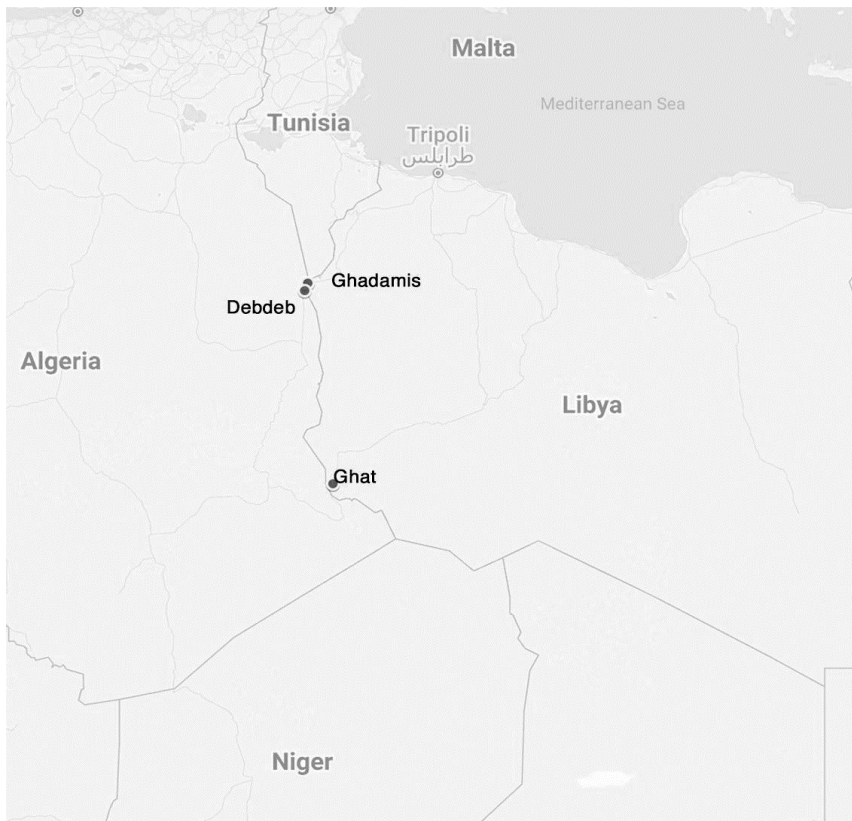 Malta
Mediterranean Sea
Tunisia
Tripoli
طرابلس
Ghadamis
Debdeb
Algeria
Libya
Ghat
Niger